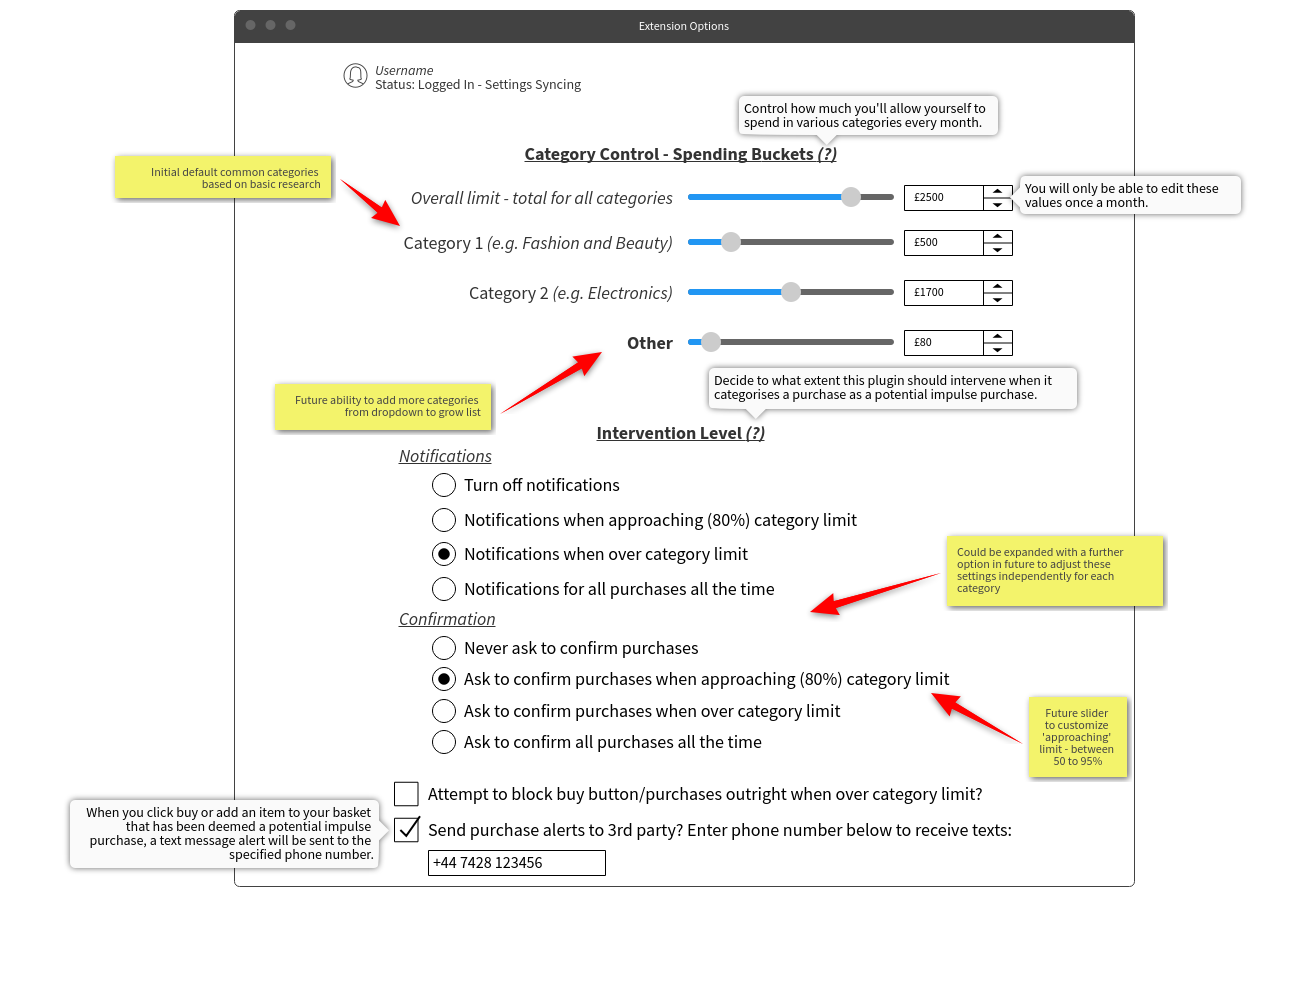 Extension Options
Username
Status: Logged In - Settings Syncing
Control how much you'll allow yourself to
spend in various categories every month.
Category Control - Spending Buckets (?)
Initial default common categories
based on basic research
Overall limit - total for all categories
£2500
You will only be able to edit these
values once a month.
Category 1 (e.g. Fashion and Beauty)
£500
Category 2 (e.g. Electronics)
£1700
Other
£80
Decide to what extent this plugin should intervene when it
categorises a purchase as a potential impulse purchase.
Future ability to add more categories
from dropdown to grow list
Intervention Level (?)
Notifications
Turn off notifications
Notifications when approaching (80%) category limit
Notifications when over category limit
Notifications for all purchases all the time
Could be expanded with a further
option in future to adjust these
settings independently for each
category
Confirmation
Never ask to confirm purchases
Ask to confirm purchases when approaching (80%) category limit
Ask to confirm purchases when over category limit
Ask to confirm all purchases all the time
Future slider
to customize
'approaching'
limit - between
50 to 95%
Attempt to block buy button/purchases outright when over category limit?
When you click buy or add an item to your basket
that has been deemed a potential impulse
purchase, a text message alert will be sent to the
specified phone number.
Send purchase alerts to 3rd party? Enter phone number below to receive texts:
+44 7428 123456